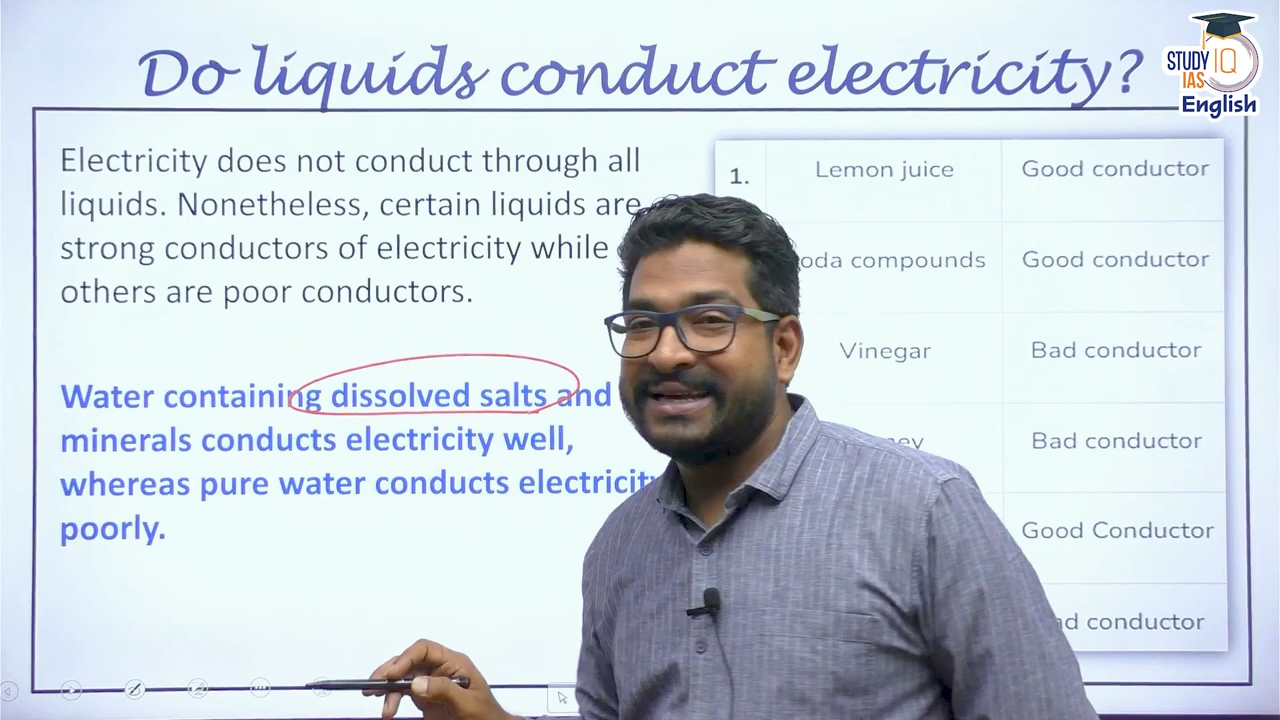 Do liquids conduct electricity?
STUDY IQ
IAS
English
Electricity does not conduct through all
liquids. Nonetheless, certain liquids are
strong conductors of electricity while
others are poor conductors.
Water containing dissolved salts and
minerals conducts electricity well,
whereas pure water conducts electricity
poorly.
1. Lemon juice Good conductor
compounds Good conductor
Vinegar Bad conductor
Bad conductor
Good Conductor
conductor